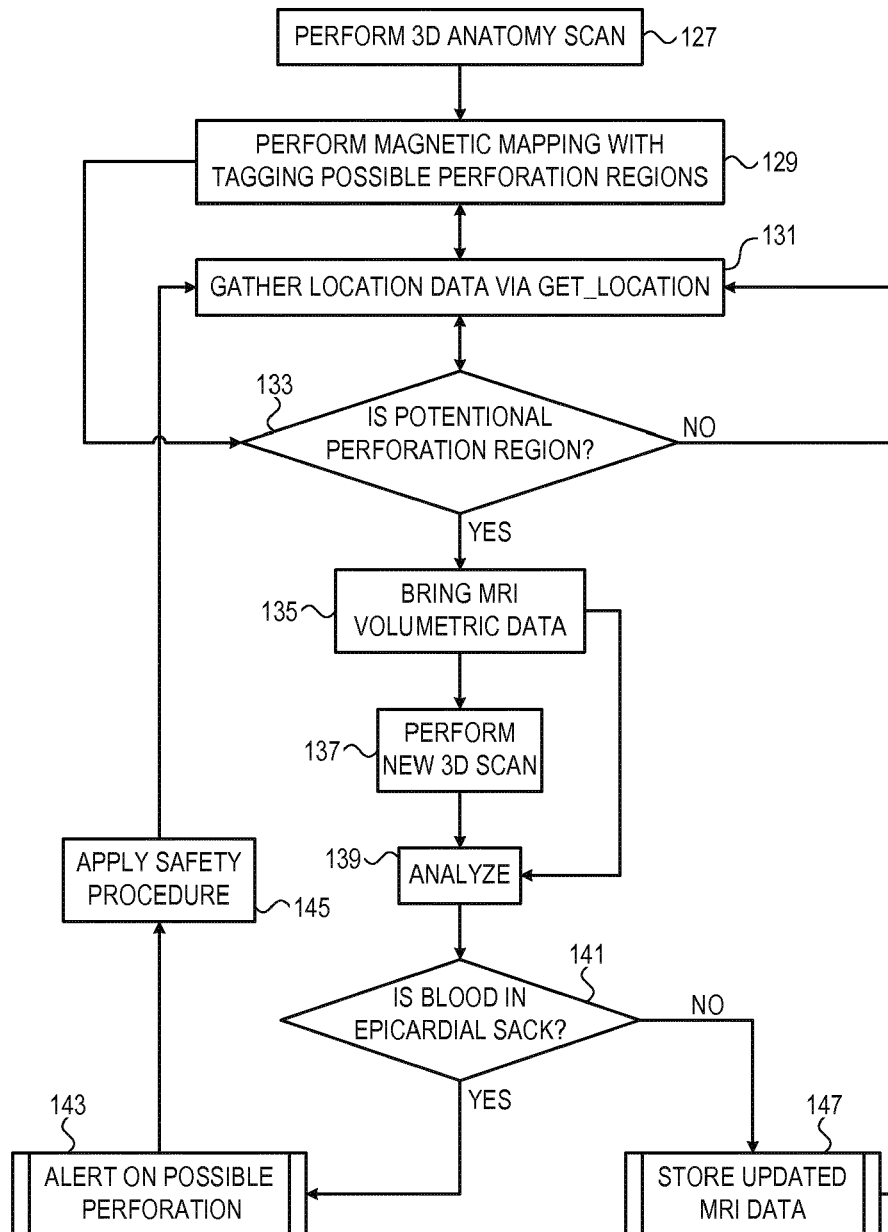 PERFORM 3D ANATOMY SCAN
127
PERFORM MAGNETIC MAPPING WITH
TAGGING POSSIBLE PERFORATION REGIONS
129
131
GATHER LOCATION DATA VIA GET_LOCATION
133
IS POTENTIONAL
PERFORATION REGION?
NO
YES
135
BRING MRI
VOLUMETRIC DATA
137
PERFORM
NEW 3D SCAN
139
ANALYZE
APPLY SAFETY
PROCEDURE
145
141
IS BLOOD IN
EPICARDIAL SACK?
NO
YES
143
ALERT ON POSSIBLE
PERFORATION
147
STORE UPDATED
MRI DATA